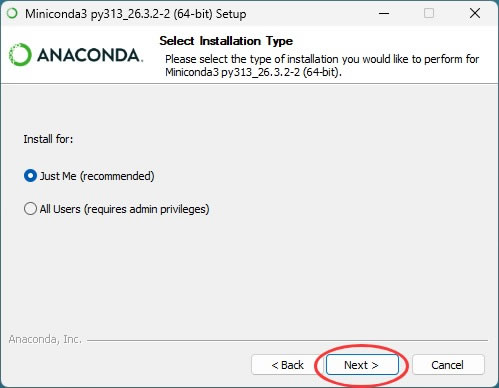 Miniconda3 py313_26.3.2-2 (64-bit) Setup
ANACONDA.
Select Installation Type
Please select the type of installation you would like to perform for
Miniconda3 py313_26.3.2-2 (64-bit).
Install for:
Just Me (recommended)
All Users (requires admin privileges)
Anaconda, Inc.
< Back
Next >
Cancel